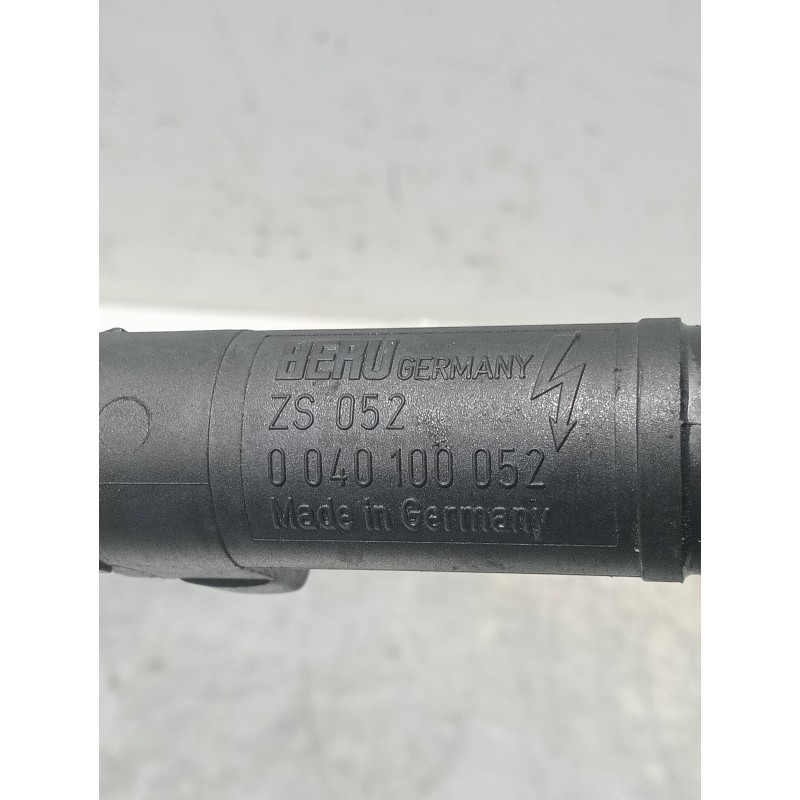 BERU GERMANY
ZS 052
0 040 100 052
Made in Germany